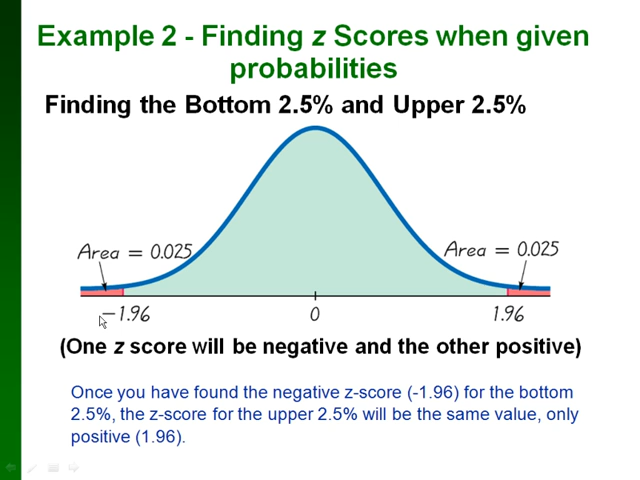 Example 2 - Finding z Scores when given
probabilities
Finding the Bottom 2.5% and Upper 2.5%
Area = 0.025
Area = 0.025
−1.96
0
1.96
(One z score will be negative and the other positive)
Once you have found the negative z-score (-1.96) for the bottom
2.5%, the z-score for the upper 2.5% will be the same value, only
positive (1.96).